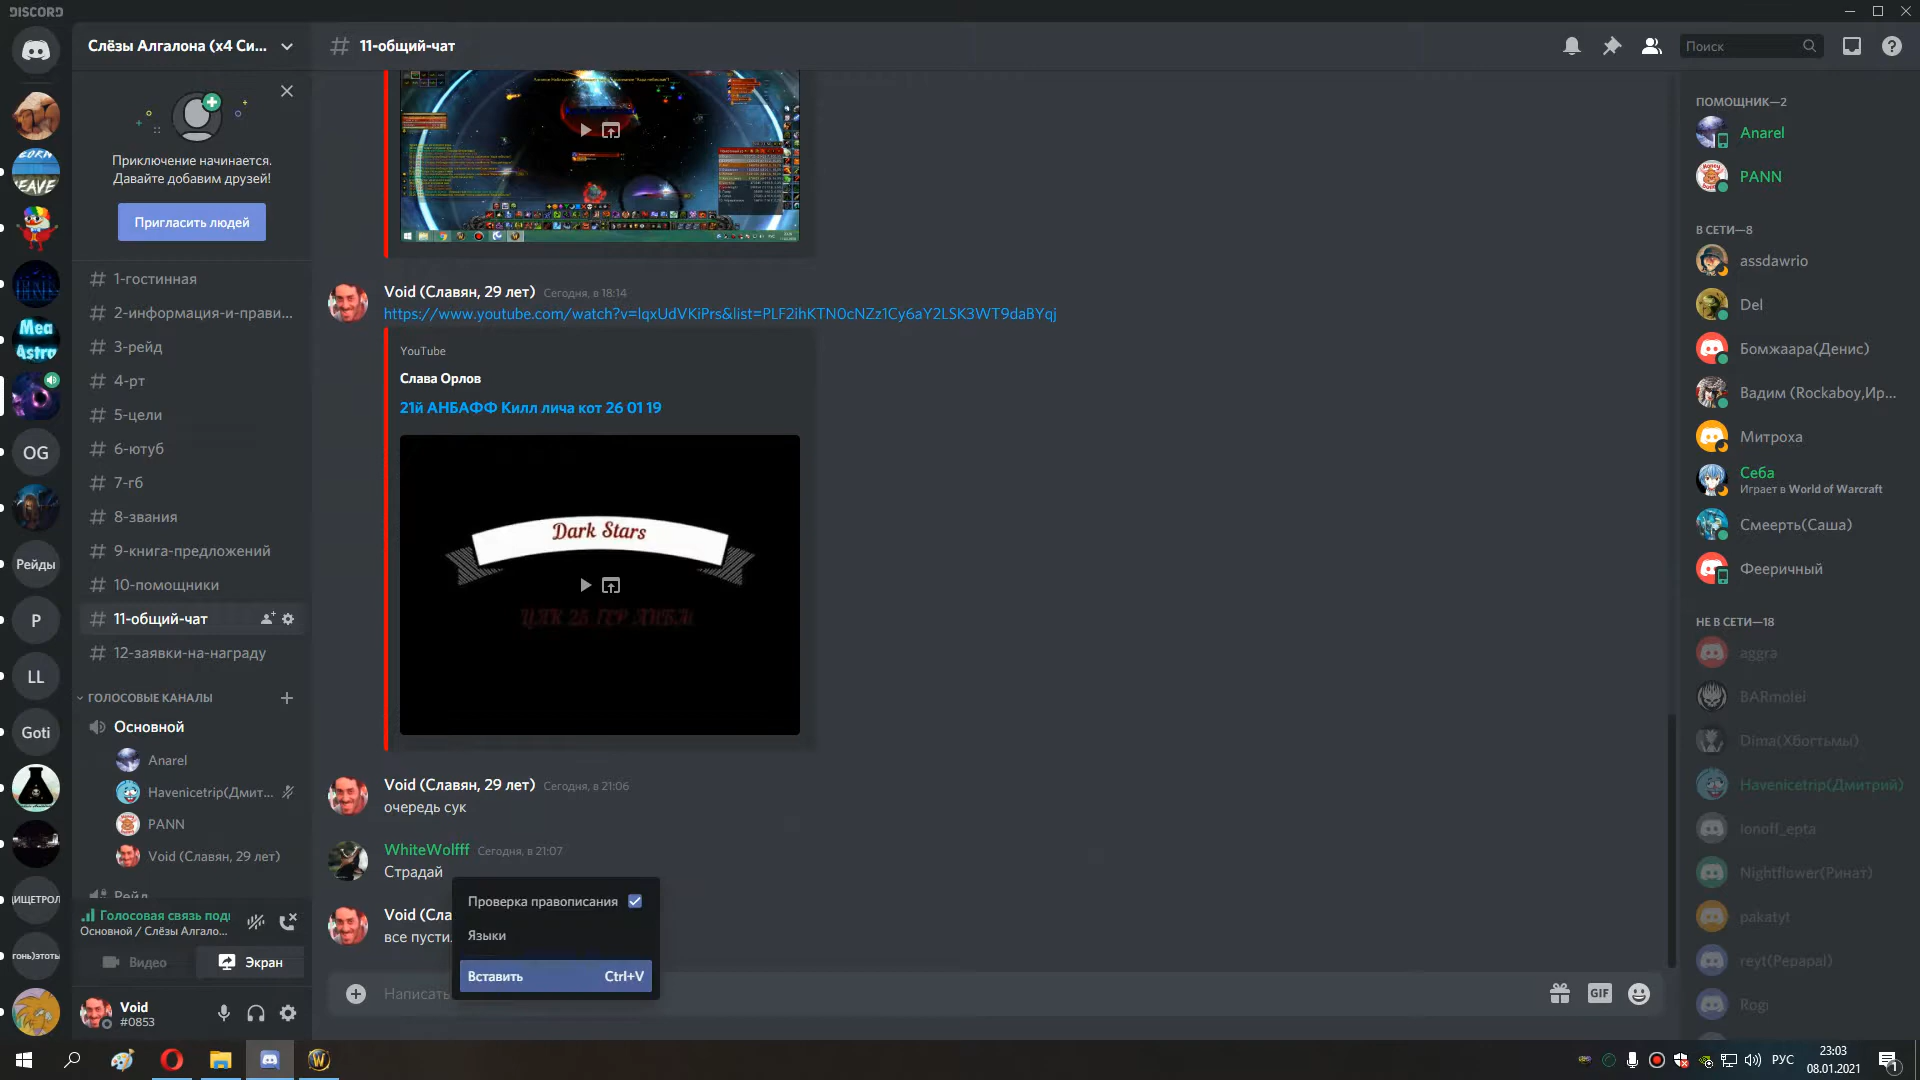 DISCORD
Слёзы Алгалона (x4 Си...
11-общий-чат
Поиск
Приключение начинается.
Давайте добавим друзей!
Пригласить людей
1-гостинная
2-информация-и-прави...
3-рейд
4-рт
5-цели
6-ютуб
7-гб
8-звания
9-книга-предложений
10-помощники
11-общий-чат
12-заявки-на-награду
ГОЛОСОВЫЕ КАНАЛЫ
Основной
Anarel
Havenicetrip(Дмит...
PANN
Void (Славян, 29 лет)
Рейд
Голосовая связь подк
Основной / Слёзы Алгало...
Видео
Экран
Void
#0853
Mea
Astra
OG
Рейды
P
LL
Goti
Void (Славян, 29 лет) Сегодня, в 18:14
https://www.youtube.com/watch?v=lqxUdVKiPrs&list=PLF2ihKTN0cNZz1Cy6aY2LSK3WT9daBYqj
YouTube
Слава Орлов
21й АНБАФФ Килл лича кот 26 01 19
Dark Stars
Void (Славян, 29 лет) Сегодня, в 21:06
очередь сук
WhiteWolfff Сегодня, в 21:07
Страдай
Void (Сла
все пусти
Проверка правописания
Языки
Вставить Ctrl+V
Написать
GIF
ПОМОЩНИК—2
Anarel
PANN
В СЕТИ—8
assdawrio
Del
Бомжаара(Денис)
Вадим (Rockaboy,Ир...
Митроха
Себа
Играет в World of Warcraft
Смеерть(Саша)
Фееричный
НЕ В СЕТИ—18
aggra
BARmolei
Dima(Хбогтьмы)
Havenicetrip(Дмитрий)
lonoff_epta
Nightflower(Ринат)
pakatyt
reyt(Pepapal)
Rogi
РУС
23:03
08.01.2021
1